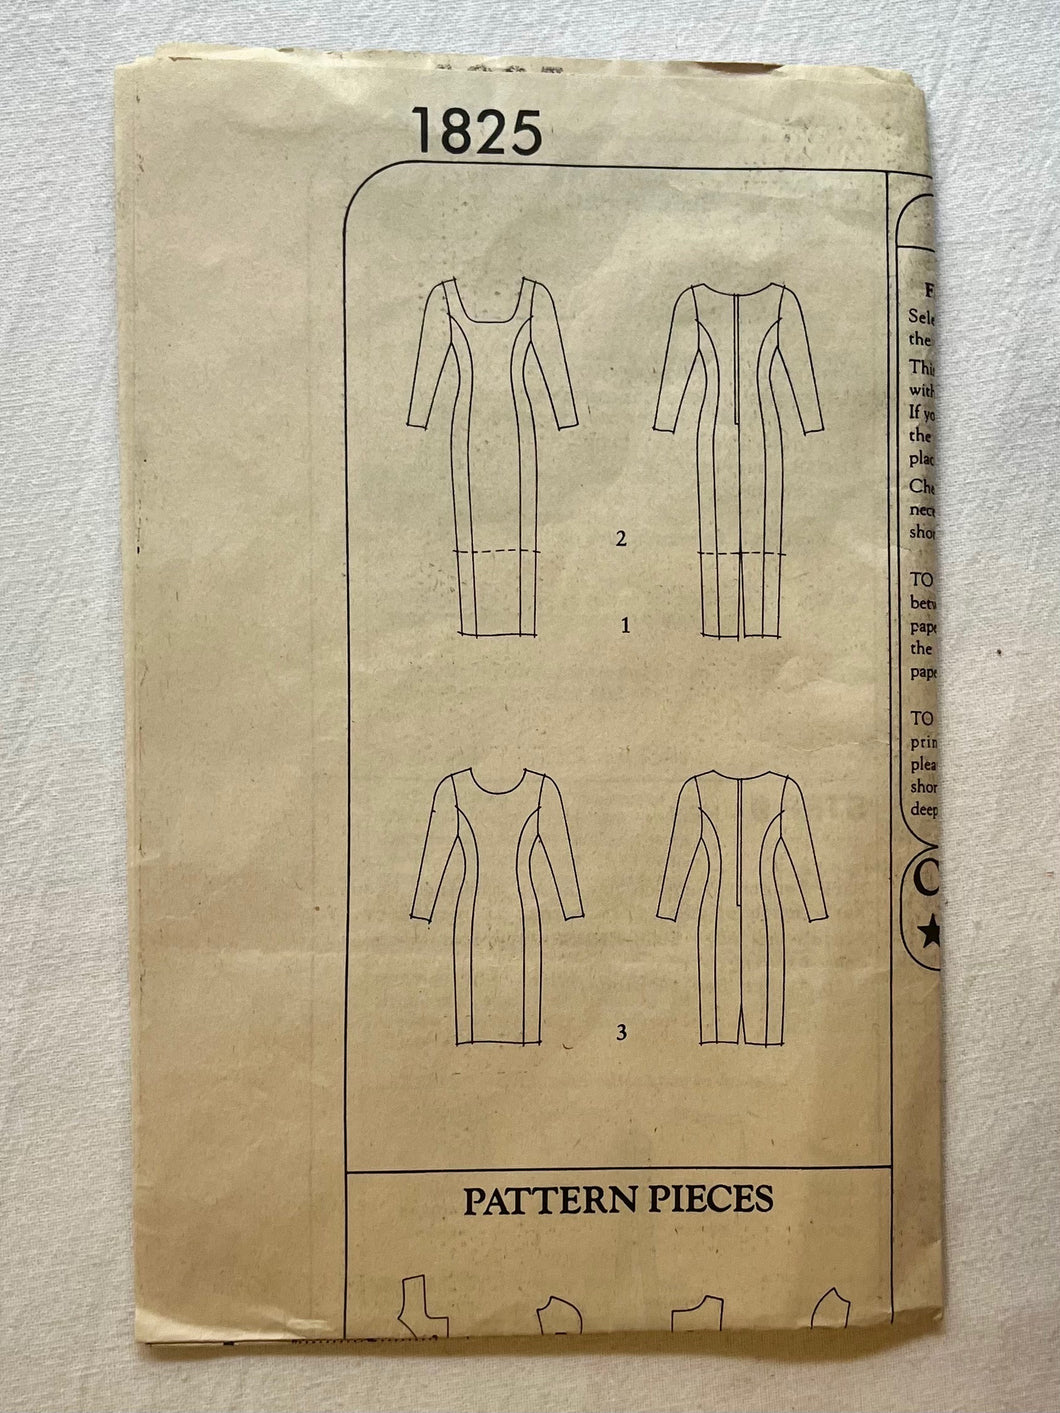 1825
2
1
3
PATTERN PIECES
F
Sele
the
This
with
If yo
the
plac
Che
nece
shor
TO
betw
pape
the
pape
TO
prin
plea
shor
deep